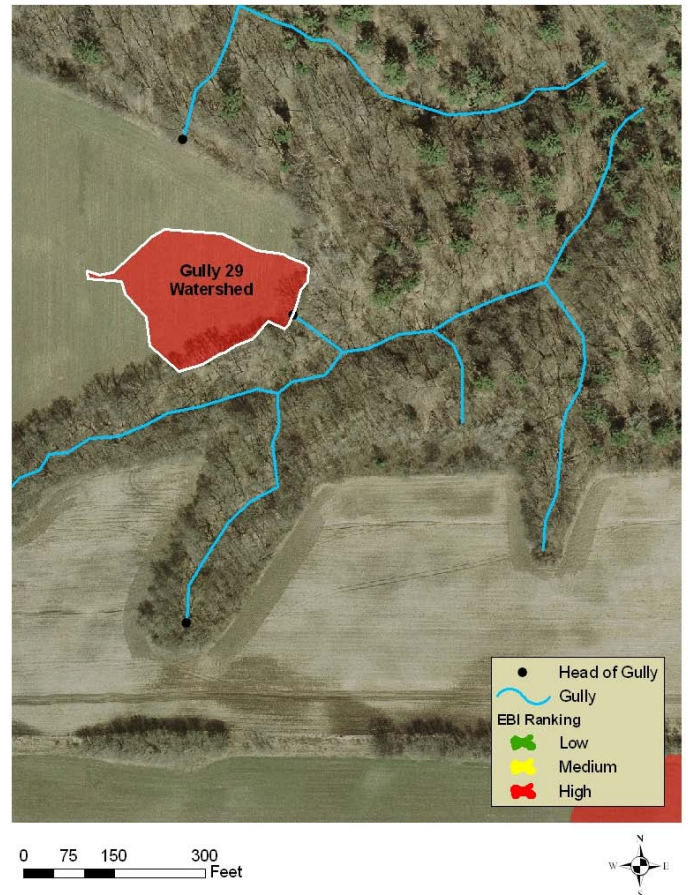 Gully 29
Watershed
Head of Gully
Gully
EBI Ranking
Low
Medium
High
0 75 150 300
Feet
N
W E
S